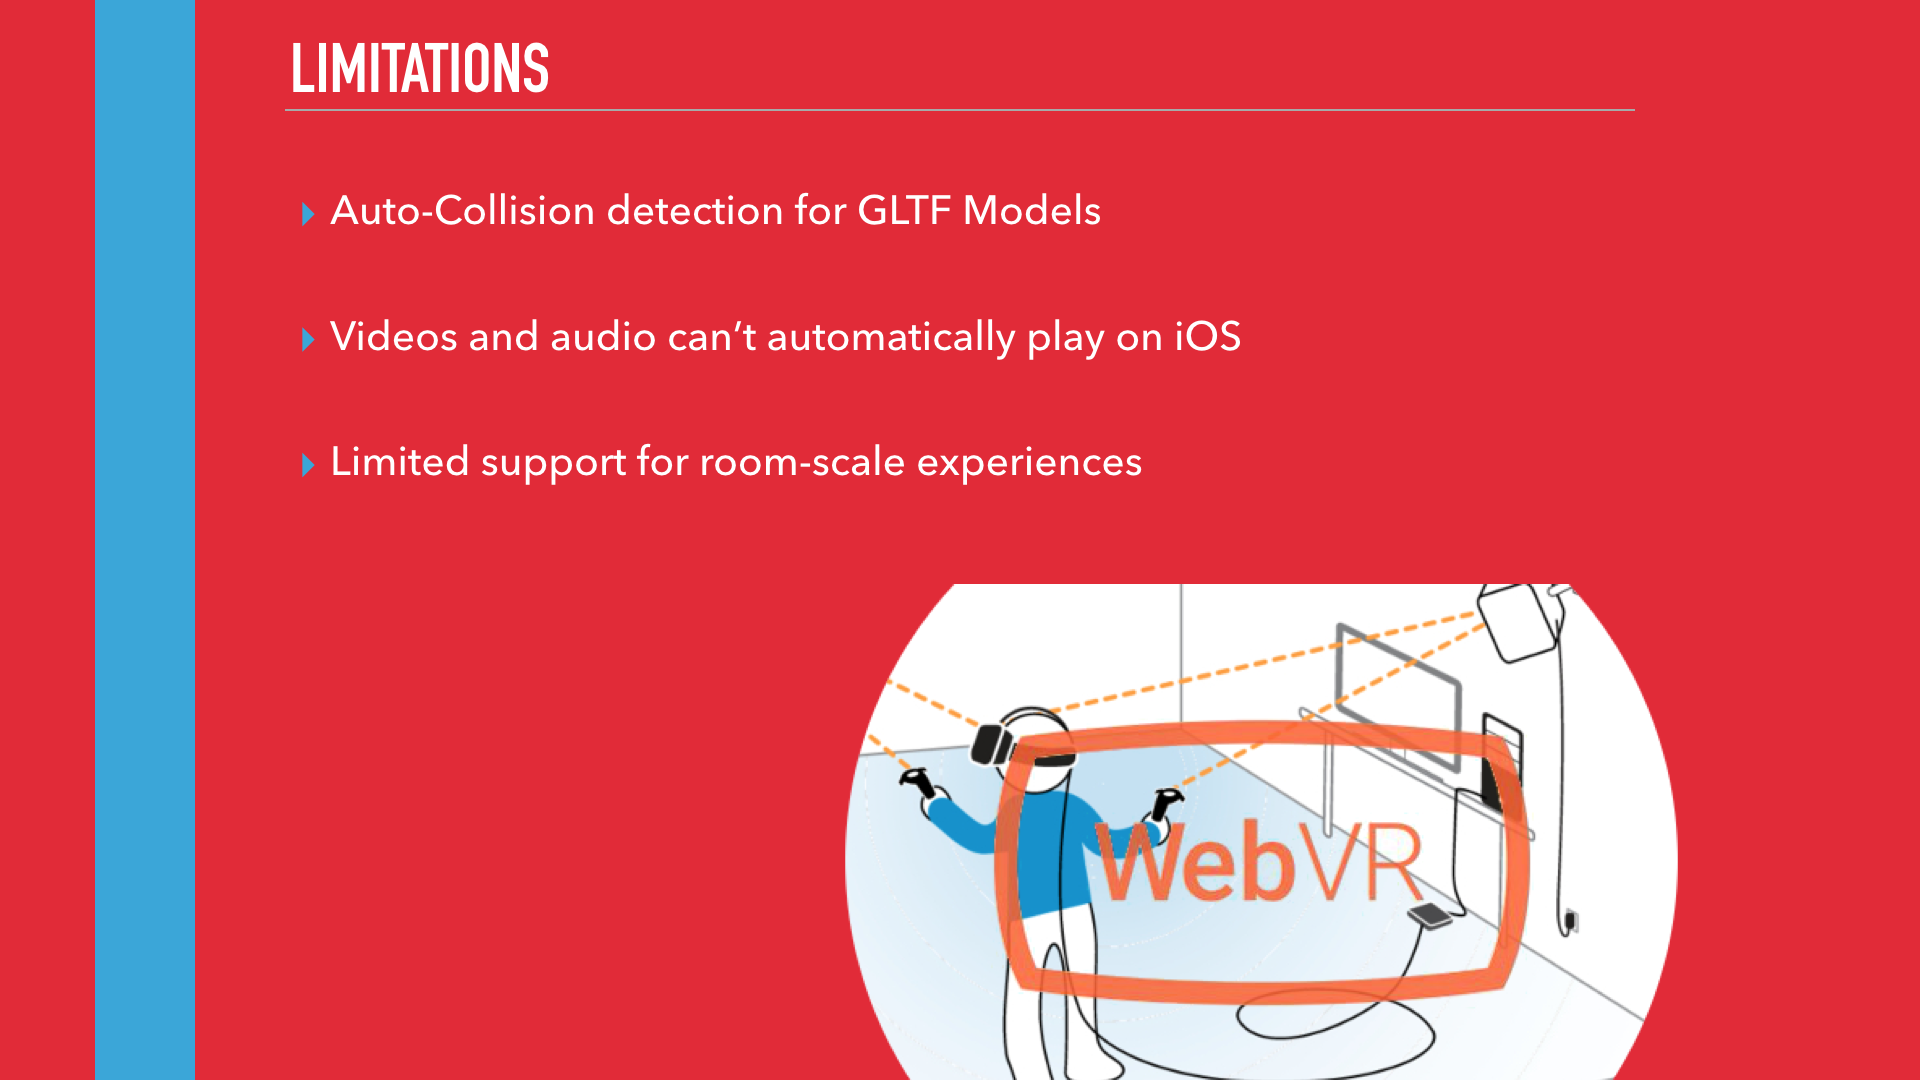 LIMITATIONS
Auto-Collision detection for GLTF Models
Videos and audio can’t automatically play on iOS
Limited support for room-scale experiences
WebVR